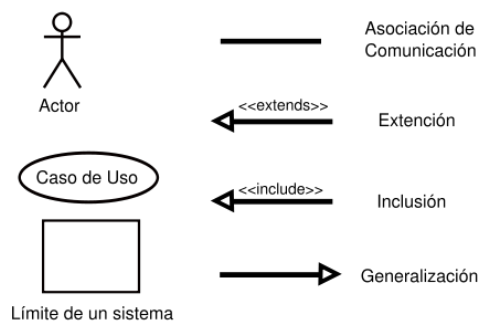 Asociación de
Comunicación
Actor
<<extends>>
Extención
Caso de Uso
<<include>>
Inclusión
Generalización
Límite de un sistema